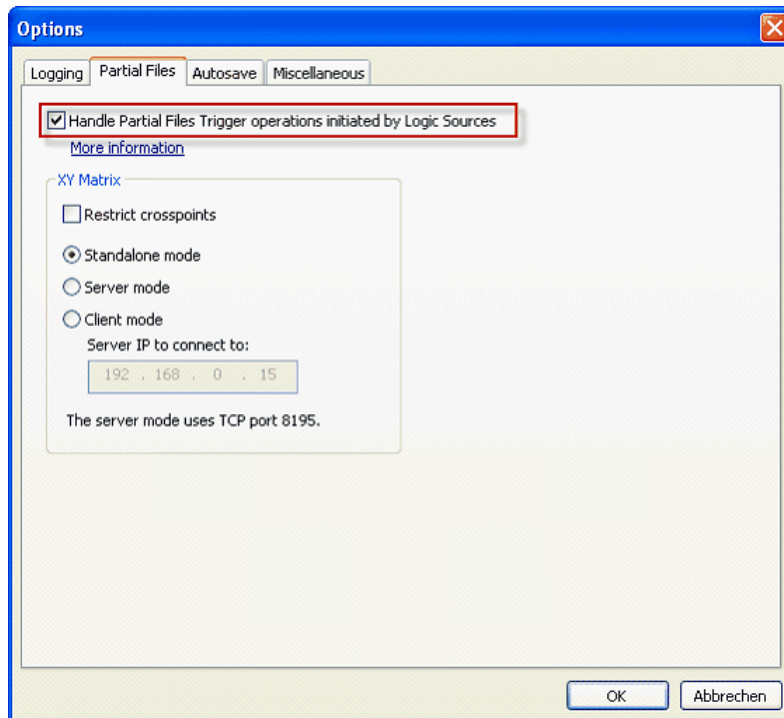 Options
Logging Partial Files Autosave Miscellaneous
Handle Partial Files Trigger operations initiated by Logic Sources
More information
XY Matrix
Restrict crosspoints
Standalone mode
Server mode
Client mode
Server IP to connect to:
192 . 168 . 0 . 15
The server mode uses TCP port 8195.
OK Abbrechen